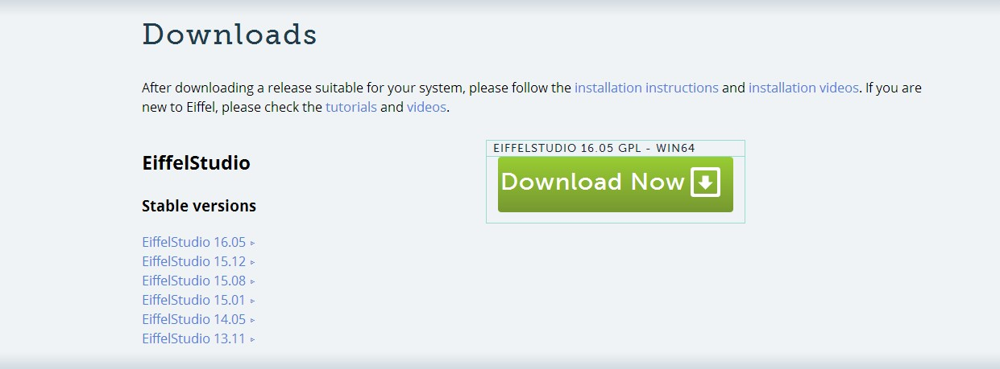 Downloads
After downloading a release suitable for your system, please follow the installation instructions and installation videos. If you are
new to Eiffel, please check the tutorials and videos.
EiffelStudio
Stable versions
EiffelStudio 16.05 ▹
EiffelStudio 15.12 ▹
EiffelStudio 15.08 ▹
EiffelStudio 15.01 ▹
EiffelStudio 14.05 ▹
EiffelStudio 13.11 ▹
EIFFELSTUDIO 16.05 GPL - WIN64
Download Now